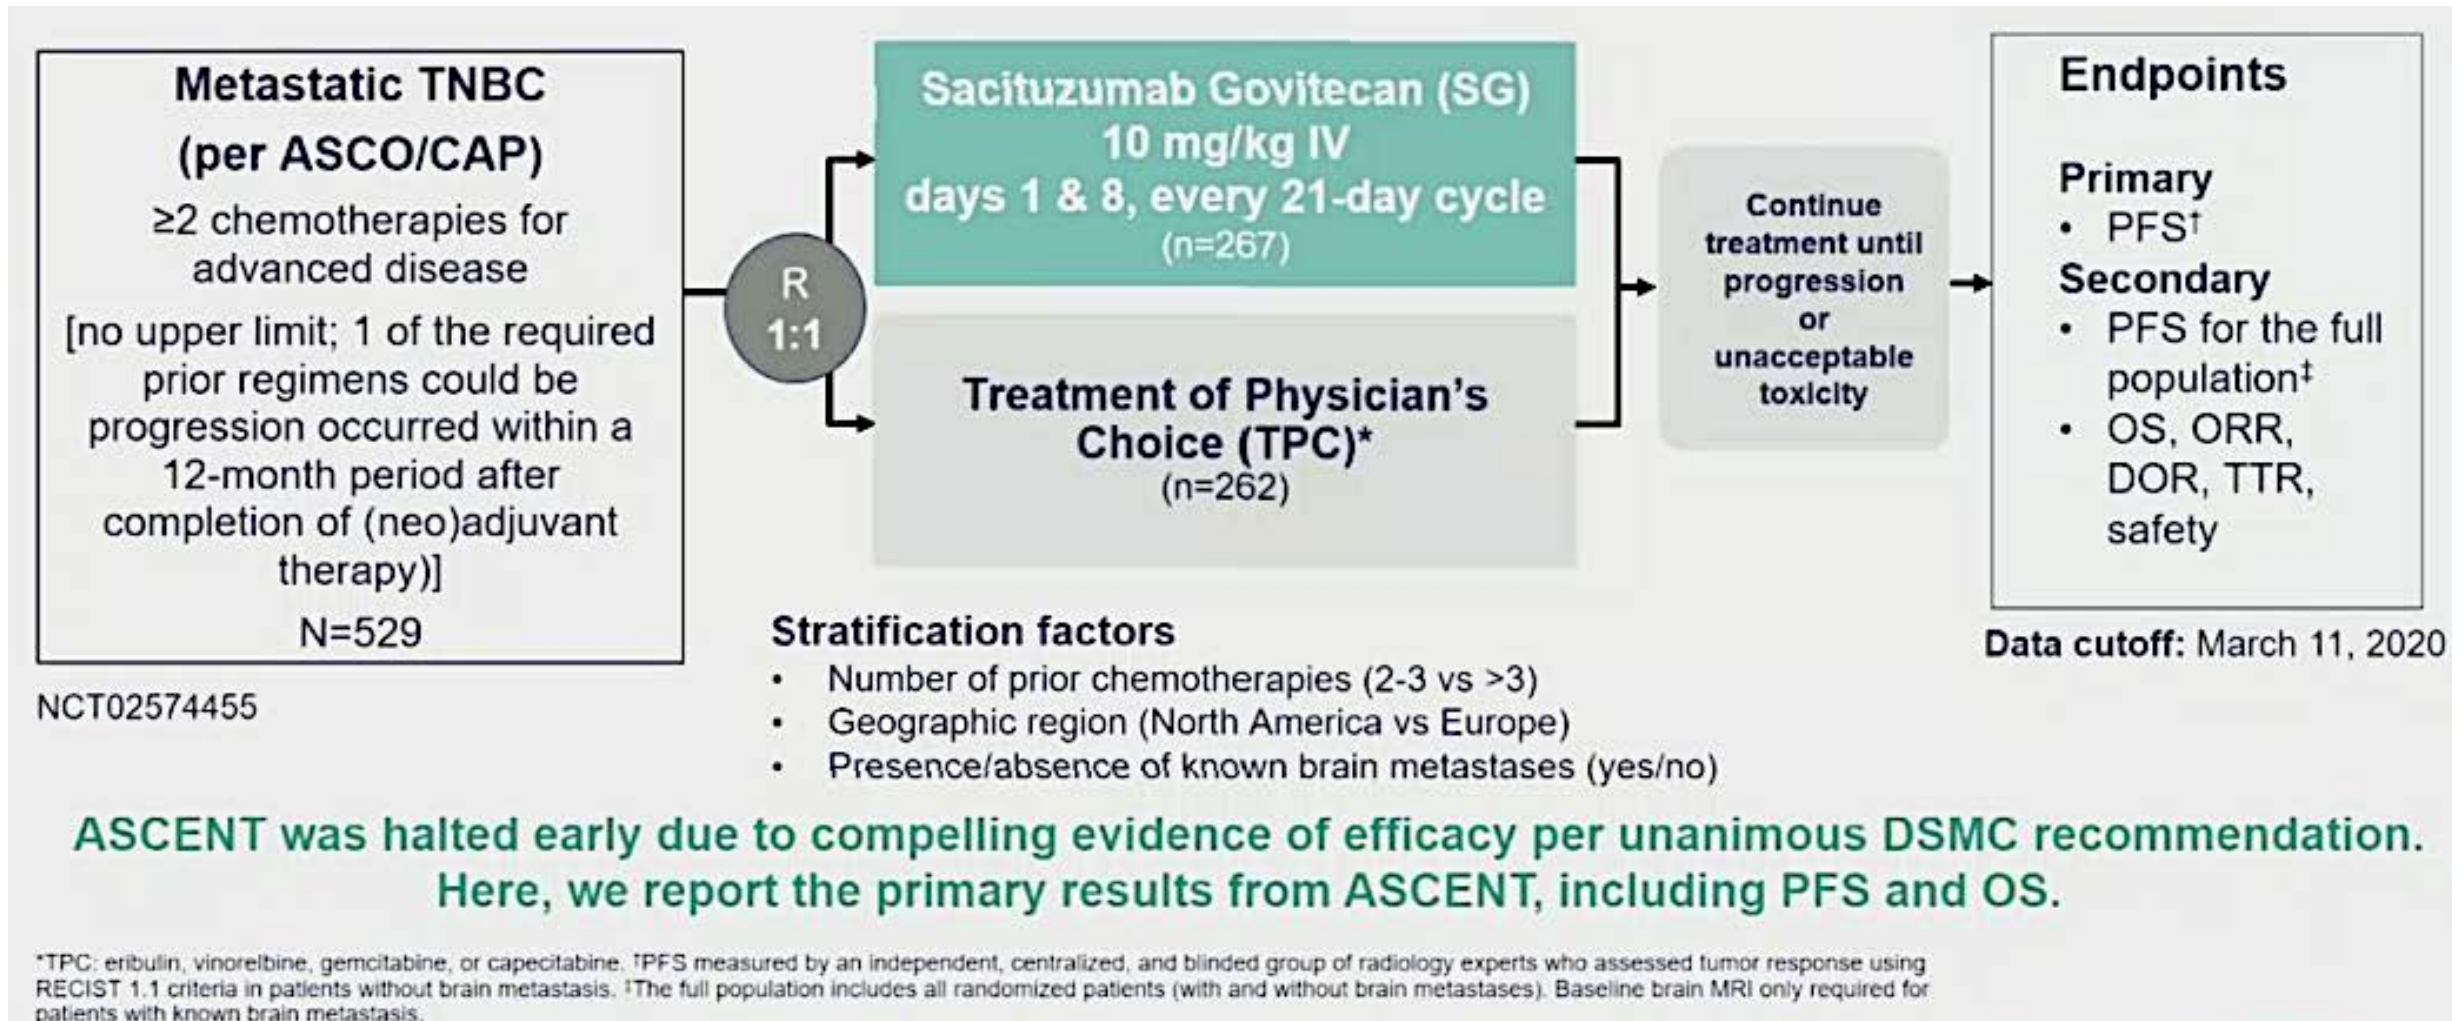 Metastatic TNBC
(per ASCO/CAP)
≥2 chemotherapies for
advanced disease
[no upper limit; 1 of the required
prior regimens could be
progression occurred within a
12-month period after
completion of (neo)adjuvant
therapy)]
N=529
NCT02574455
R
1:1
Sacituzumab Govitecan (SG)
10 mg/kg IV
days 1 & 8, every 21-day cycle
(n=267)
Treatment of Physician's
Choice (TPC)*
(n=262)
Continue
treatment until
progression
or
unacceptable
toxicity
Endpoints
Primary
• PFS†
Secondary
• PFS for the full
population‡
• OS, ORR,
DOR, TTR,
safety
Data cutoff: March 11, 2020
Stratification factors
• Number of prior chemotherapies (2-3 vs >3)
• Geographic region (North America vs Europe)
• Presence/absence of known brain metastases (yes/no)
ASCENT was halted early due to compelling evidence of efficacy per unanimous DSMC recommendation.
Here, we report the primary results from ASCENT, including PFS and OS.
*TPC: eribulin, vinorelbine, gemcitabine, or capecitabine. †PFS measured by an independent, centralized, and blinded group of radiology experts who assessed tumor response using
RECIST 1.1 criteria in patients without brain metastasis. ‡The full population includes all randomized patients (with and without brain metastases). Baseline brain MRI only required for
patients with known brain metastasis.